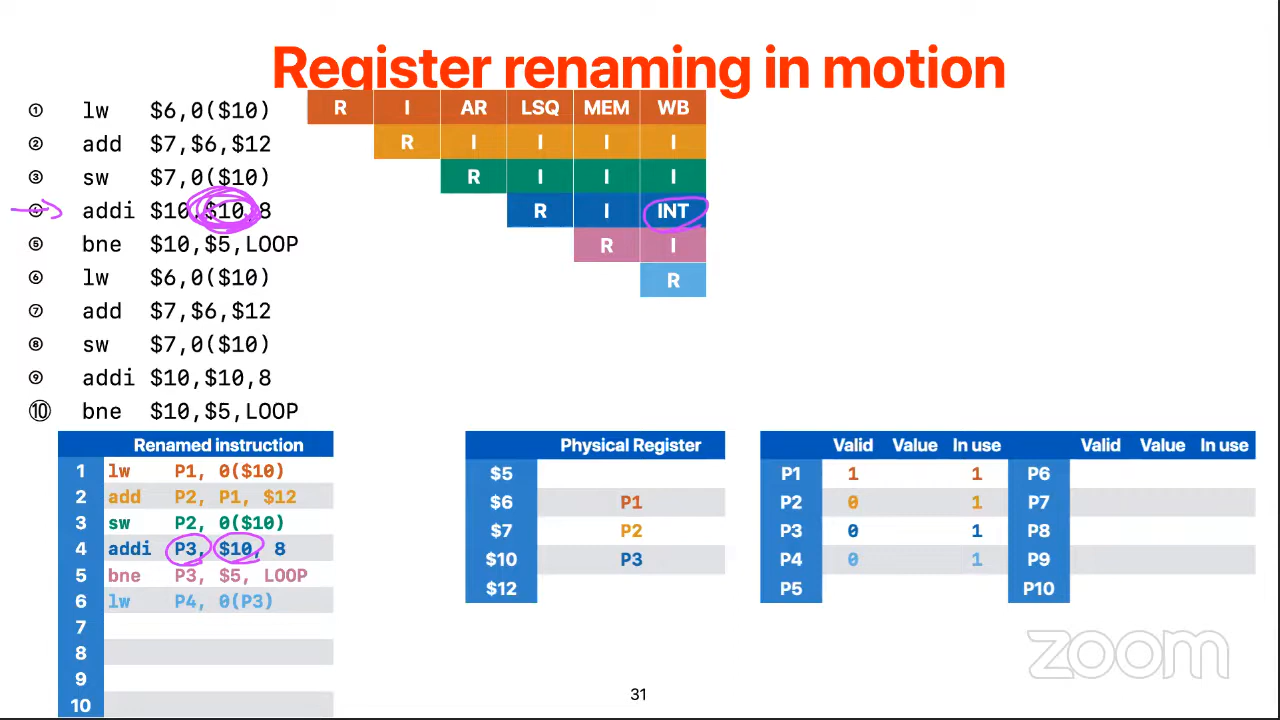 Register renaming in motion
① lw $6,0($10) R I AR LSQ MEM WB
② add $7,$6,$12 R I I I I
③ sw $7,0($10) R I I I
④ addi $10,$10,8 R I INT
⑤ bne $10,$5,LOOP R I
⑥ lw $6,0($10) R
⑦ add $7,$6,$12
⑧ sw $7,0($10)
⑨ addi $10,$10,8
⑩ bne $10,$5,LOOP
Renamed instruction
1 lw P1, 0($10)
2 add P2, P1, $12
3 sw P2, 0($10)
4 addi P3, $10, 8
5 bne P3, $5, LOOP
6 lw P4, 0(P3)
7
8
9
10
Physical Register
$5
$6 P1
$7 P2
$10 P3
$12
Valid Value In use Valid Value In use
P1 1 1 P6
P2 0 1 P7
P3 0 1 P8
P4 0 1 P9
P5 P10
zoom
31